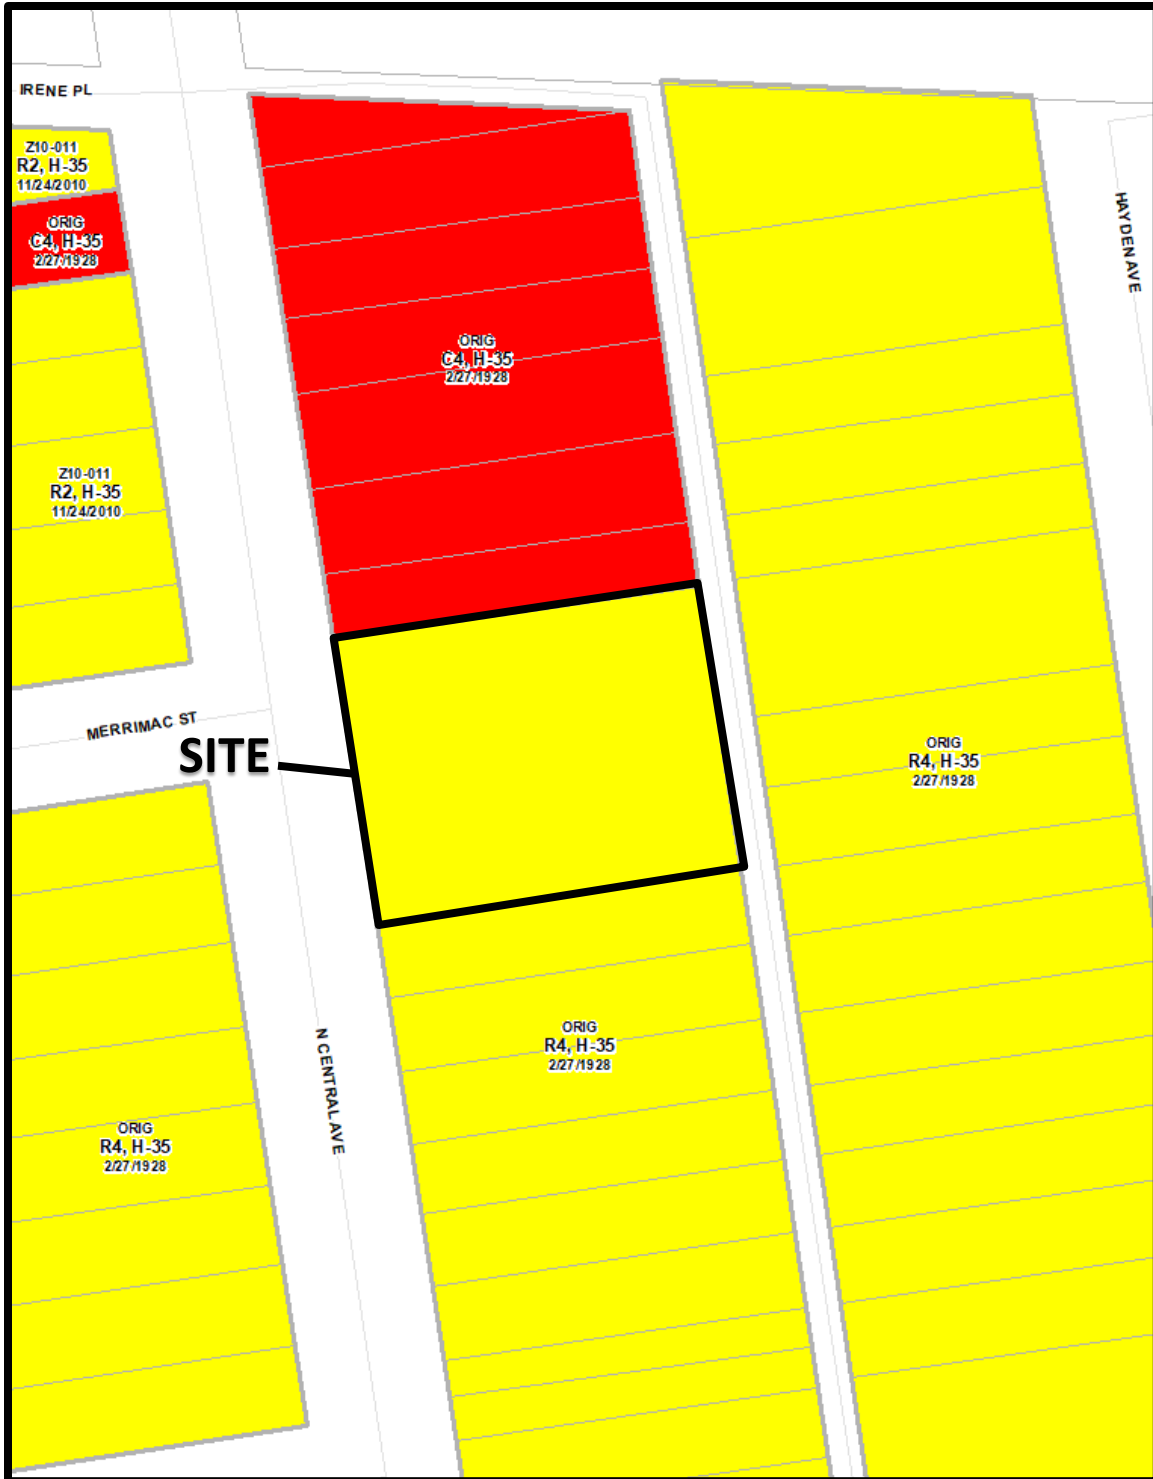 IRENE PL
Z10-011
R2, H-35
11/24/2010
ORIG
C4, H-35
2/27/1928
HAYDEN AVE
ORIG
C4, H-35
2/27/1928
Z10-011
R2, H-35
11/24/2010
MERRIMAC ST
SITE
ORIG
R4, H-35
2/27/1928
ORIG
R4, H-35
2/27/1928
N CENTRAL AVE
ORIG
R4, H-35
2/27/1928